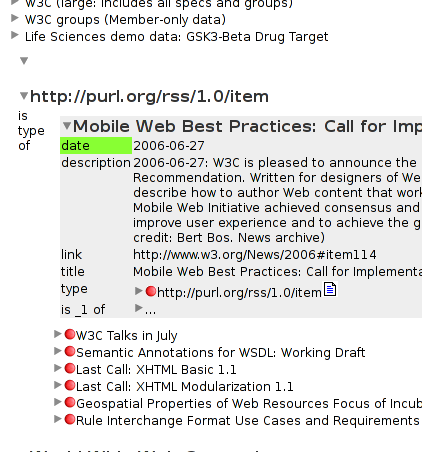 W3C (large: includes all specs and groups)
W3C groups (Member-only data)
Life Sciences demo data: GSK3-Beta Drug Target
http://purl.org/rss/1.0/item
is type of
Mobile Web Best Practices: Call for Imp
date 2006-06-27
description 2006-06-27: W3C is pleased to announce the
Recommendation. Written for designers of We
describe how to author Web content that work
Mobile Web Initiative achieved consensus and
improve user experience and to achieve the g
credit: Bert Bos. News archive)
link http://www.w3.org/News/2006#item114
title Mobile Web Best Practices: Call for Implementa
type http://purl.org/rss/1.0/item
is _1 of ...
W3C Talks in July
Semantic Annotations for WSDL: Working Draft
Last Call: XHTML Basic 1.1
Last Call: XHTML Modularization 1.1
Geospatial Properties of Web Resources Focus of Incub
Rule Interchange Format Use Cases and Requirements